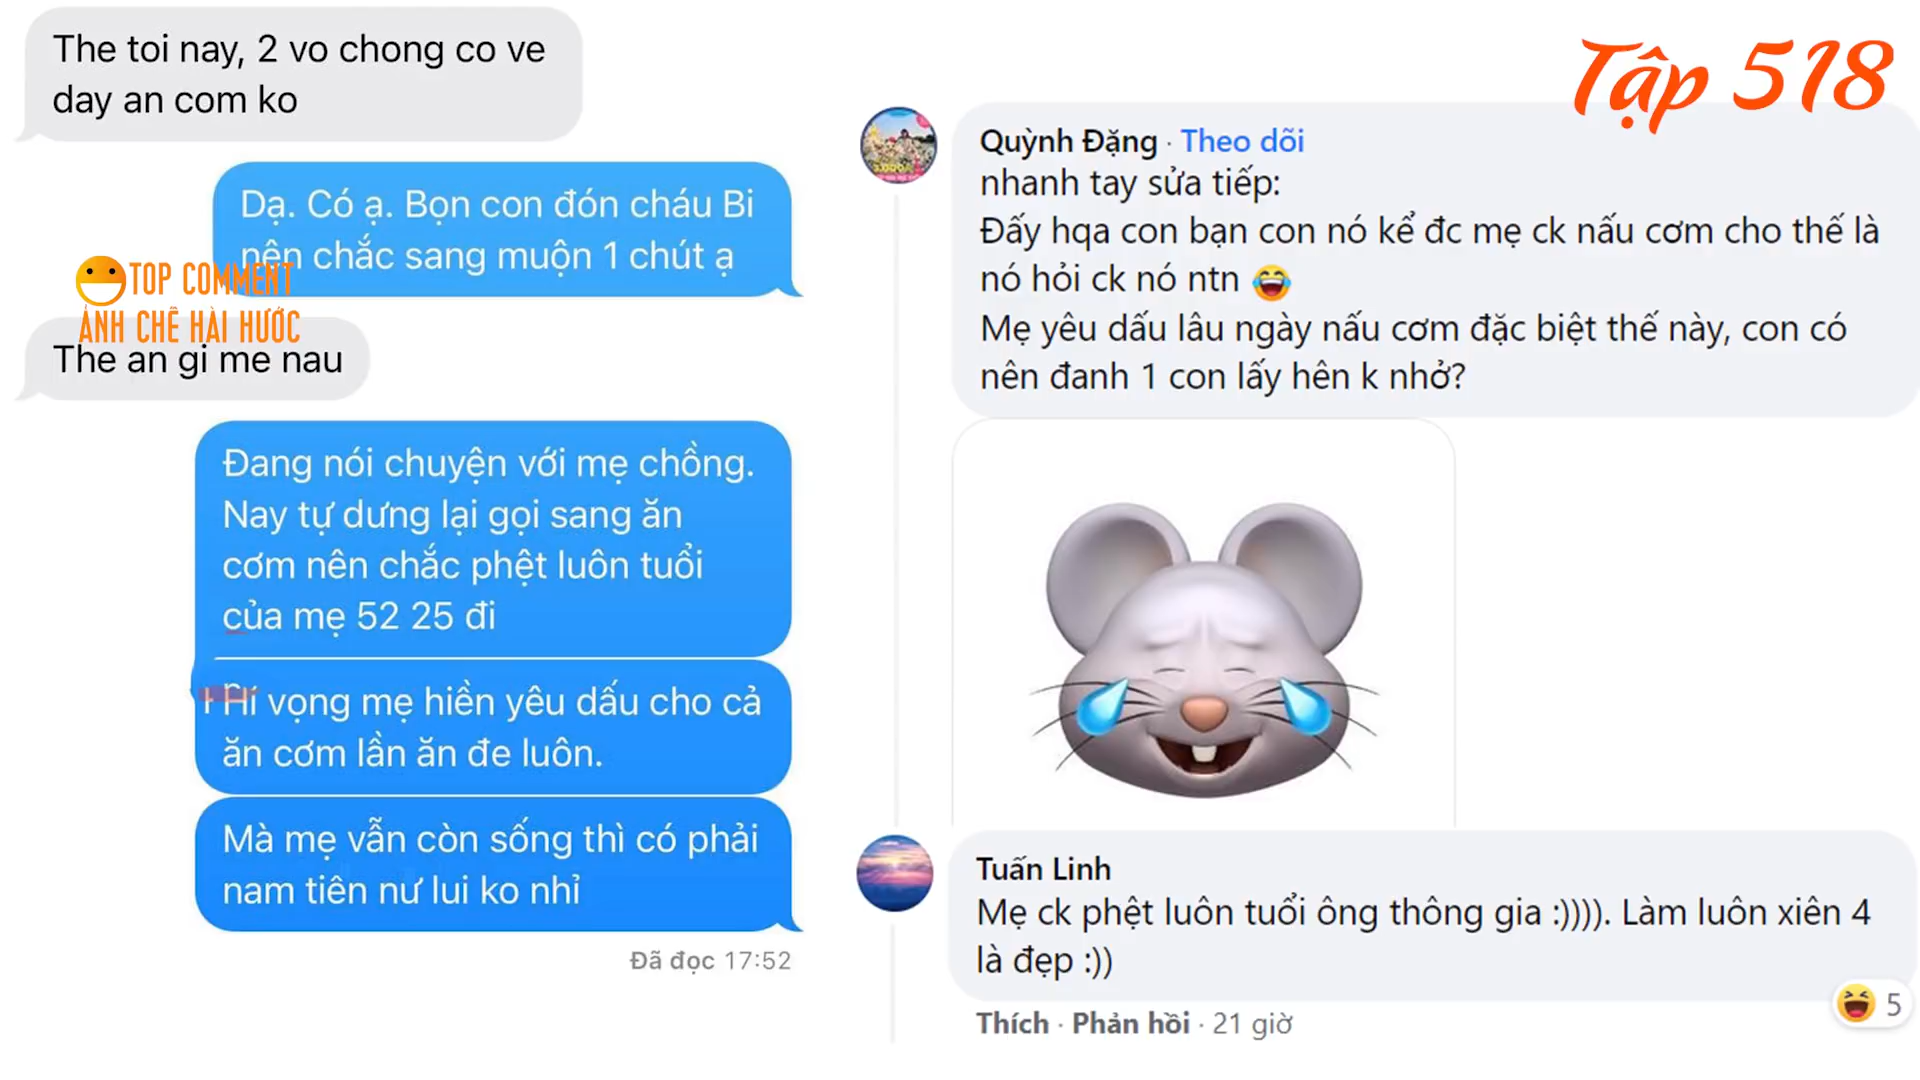 The toi nay, 2 vo chong co ve
day an com ko
Dạ. Có ạ. Bọn con đón cháu Bi
nên chắc sang muộn 1 chút ạ
TOP COMMENT
ẢNH CHẾ HÀI HƯỚC
The an gi me nau
Đang nói chuyện với mẹ chồng.
Nay tự dưng lại gọi sang ăn
cơm nên chắc phệt luôn tuổi
của mẹ 52 25 đi
Hí vọng mẹ hiền yêu dấu cho cả
ăn cơm lần ăn đe luôn.
Mà mẹ vẫn còn sống thì có phải
nam tiên nư lui ko nhỉ
Đã đọc 17:52
Tập 518
Quỳnh Đặng · Theo dõi
nhanh tay sửa tiếp:
Đấy hqa con bạn con nó kể đc mẹ ck nấu cơm cho thế là
nó hỏi ck nó ntn 😂
Mẹ yêu dấu lâu ngày nấu cơm đặc biệt thế này, con có
nên đanh 1 con lấy hên k nhở?
Tuấn Linh
Mẹ ck phệt luôn tuổi ông thông gia :)))). Làm luôn xiên 4
là đẹp :))
Thích · Phản hồi · 21 giờ
5